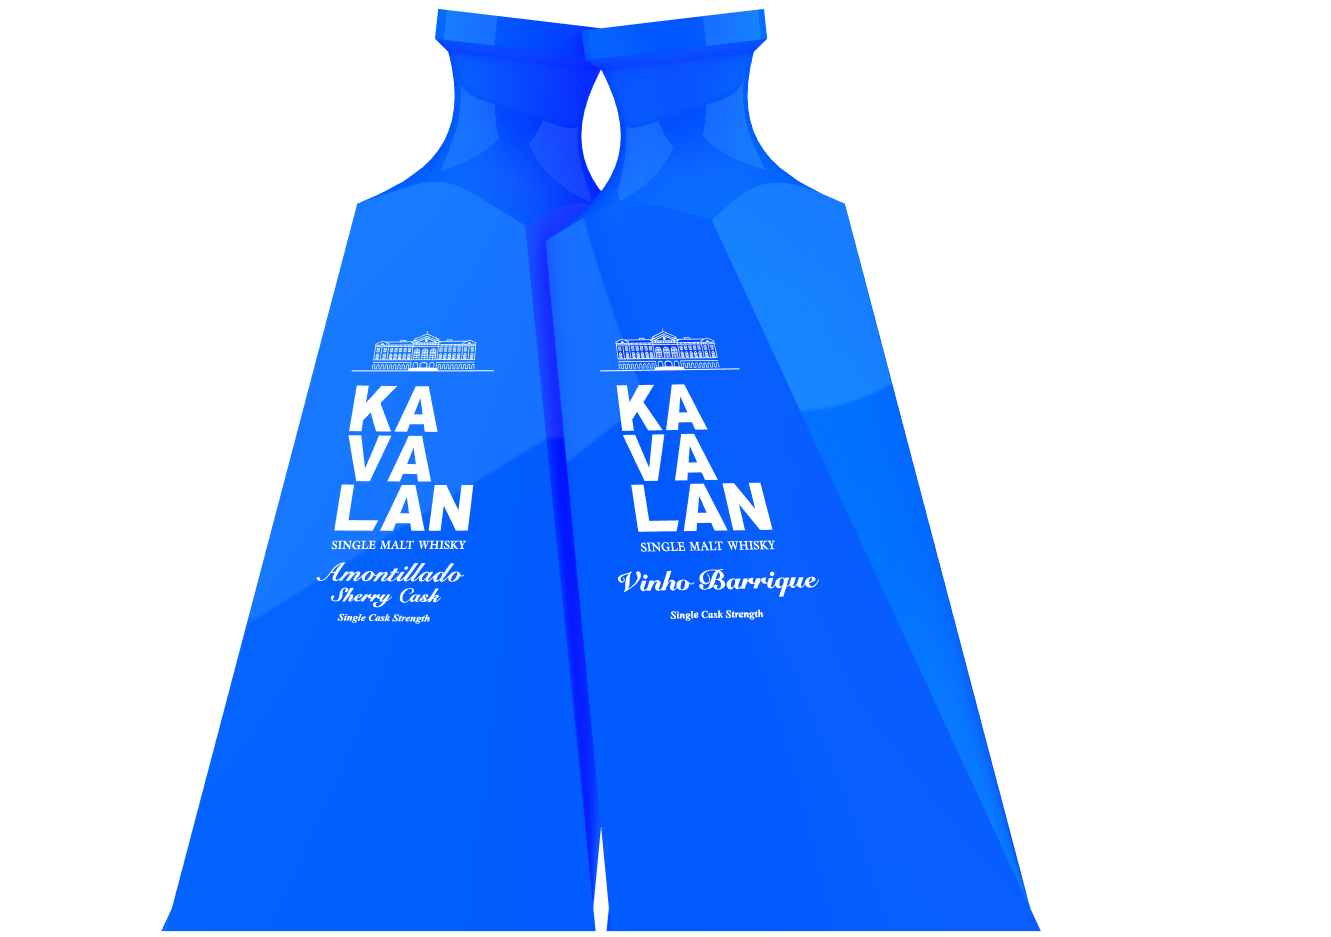 KA
VA
LAN
SINGLE MALT WHISKY
Amontillado
Sherry Cask
Single Cask Strength
KA
VA
LAN
SINGLE MALT WHISKY
Vinho Barrique
Single Cask Strength